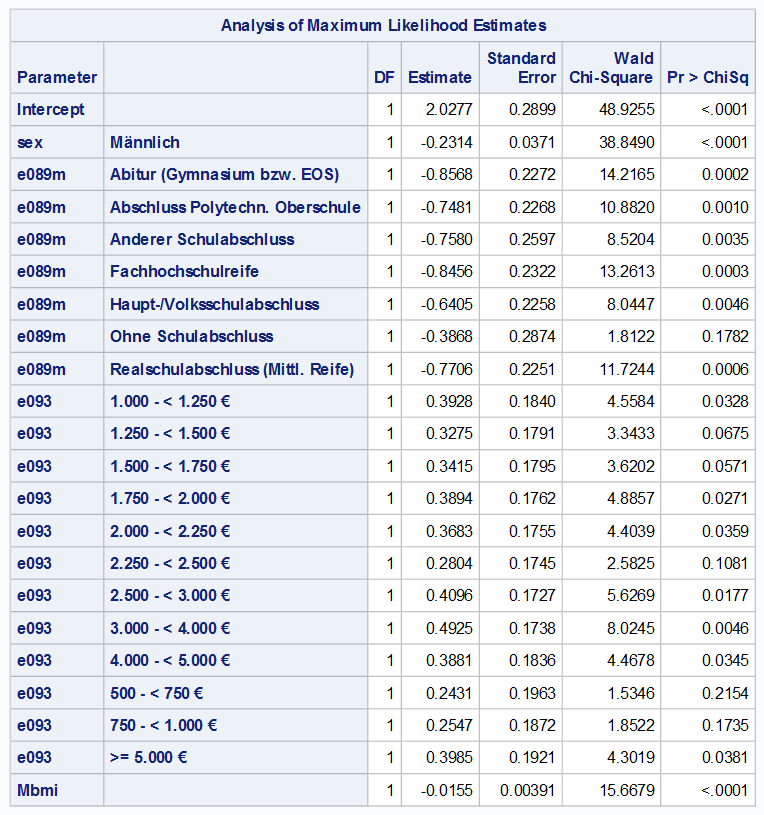 Analysis of Maximum Likelihood Estimates
Parameter DF Estimate Standard Error Wald Chi-Square Pr > ChiSq
Intercept 1 2.0277 0.2899 48.9255 <.0001
sex Männlich 1 -0.2314 0.0371 38.8490 <.0001
e089m Abitur (Gymnasium bzw. EOS) 1 -0.8568 0.2272 14.2165 0.0002
e089m Abschluss Polytechn. Oberschule 1 -0.7481 0.2268 10.8820 0.0010
e089m Anderer Schulabschluss 1 -0.7580 0.2597 8.5204 0.0035
e089m Fachhochschulreife 1 -0.8456 0.2322 13.2613 0.0003
e089m Haupt-/Volksschulabschluss 1 -0.6405 0.2258 8.0447 0.0046
e089m Ohne Schulabschluss 1 -0.3868 0.2874 1.8122 0.1782
e089m Realschulabschluss (Mittl. Reife) 1 -0.7706 0.2251 11.7244 0.0006
e093 1.000 - < 1.250 € 1 0.3928 0.1840 4.5584 0.0328
e093 1.250 - < 1.500 € 1 0.3275 0.1791 3.3433 0.0675
e093 1.500 - < 1.750 € 1 0.3415 0.1795 3.6202 0.0571
e093 1.750 - < 2.000 € 1 0.3894 0.1762 4.8857 0.0271
e093 2.000 - < 2.250 € 1 0.3683 0.1755 4.4039 0.0359
e093 2.250 - < 2.500 € 1 0.2804 0.1745 2.5825 0.1081
e093 2.500 - < 3.000 € 1 0.4096 0.1727 5.6269 0.0177
e093 3.000 - < 4.000 € 1 0.4925 0.1738 8.0245 0.0046
e093 4.000 - < 5.000 € 1 0.3881 0.1836 4.4678 0.0345
e093 500 - < 750 € 1 0.2431 0.1963 1.5346 0.2154
e093 750 - < 1.000 € 1 0.2547 0.1872 1.8522 0.1735
e093 >= 5.000 € 1 0.3985 0.1921 4.3019 0.0381
Mbmi 1 -0.0155 0.00391 15.6679 <.0001